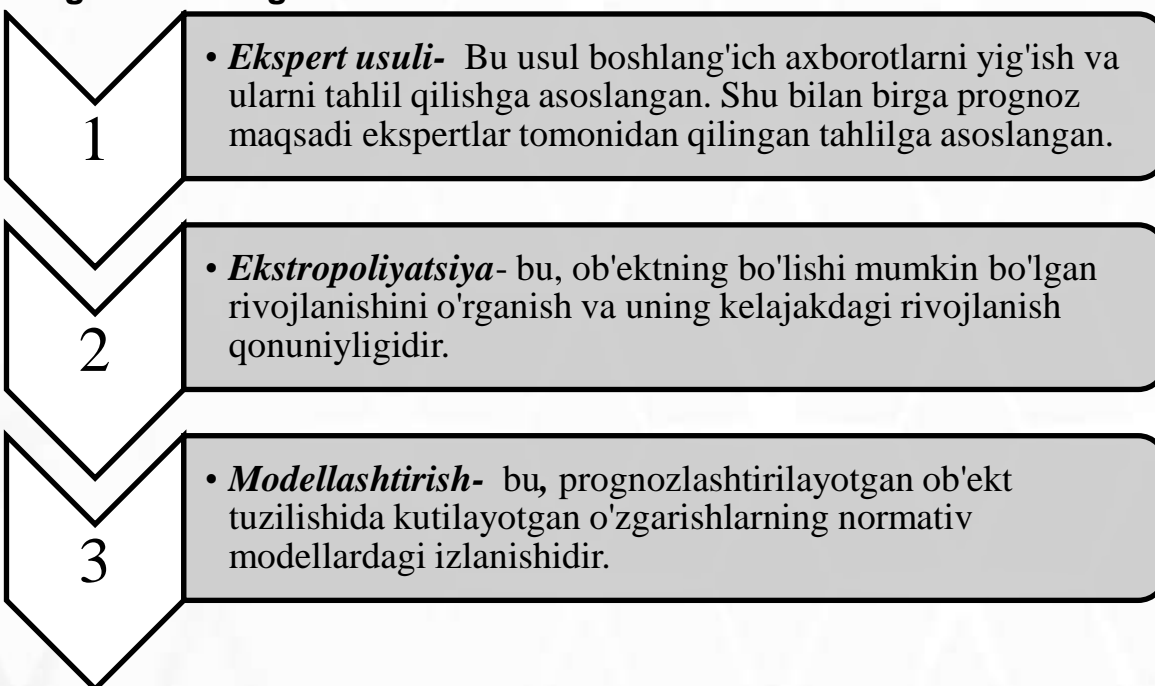 1
• Ekspert usuli- Bu usul boshlang'ich axborotlarni yig'ish va
ularni tahlil qilishga asoslangan. Shu bilan birga prognoz
maqsadi ekspertlar tomonidan qilingan tahlilga asoslangan.
2
• Ekstropoliyatsiya- bu, ob'ektning bo'lishi mumkin bo'lgan
rivojlanishini o'rganish va uning kelajakdagi rivojlanish
qonuniyligidir.
3
• Modellashtirish- bu, prognozlashtirilayotgan ob'ekt
tuzilishida kutilayotgan o'zgarishlarning normativ
modellardagi izlanishidir.